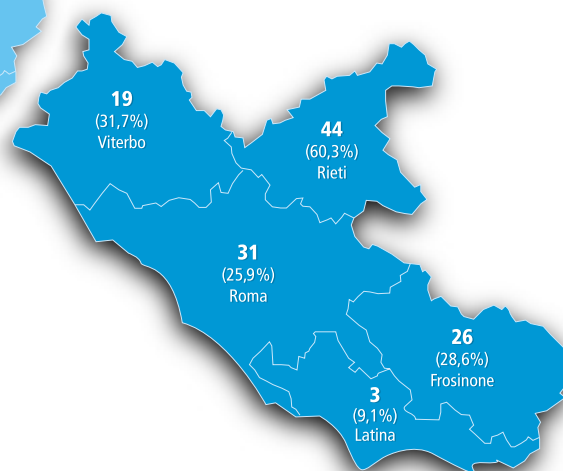 19
(31,7%)
Viterbo
44
(60,3%)
Rieti
31
(25,9%)
Roma
26
(28,6%)
Frosinone
3
(9,1%)
Latina